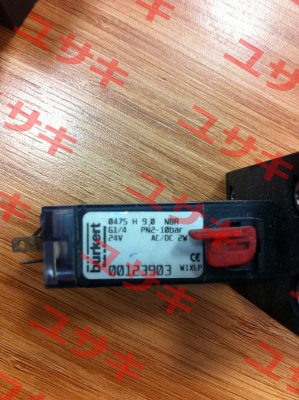 0475 H 9,0 NBR
G1/4 PN2-10bar
24V AC/DC 2W
bürkert
00123903
CE
W1XLP
ユサキ
ユサキ
ユサキ
ユサキ
ユサキ